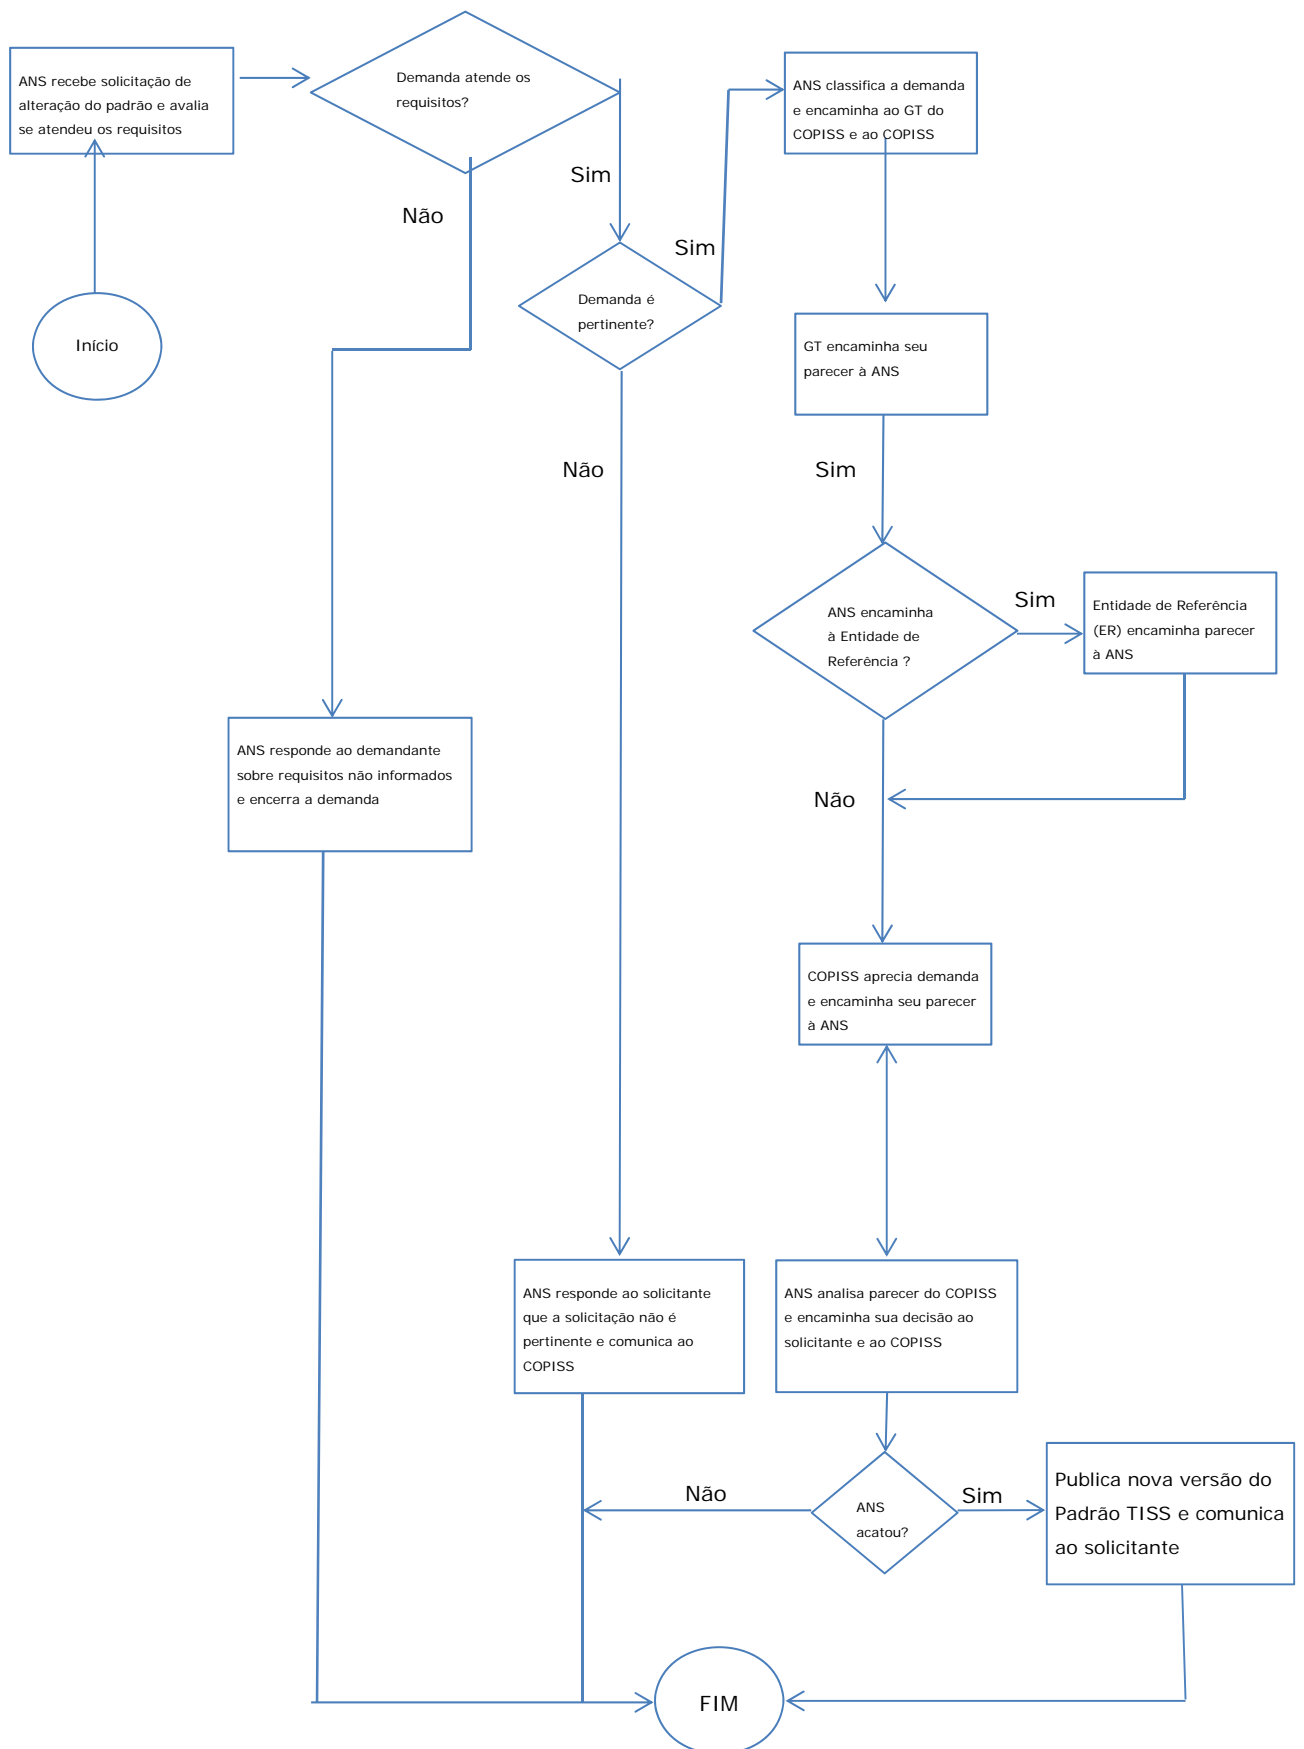 ANS recebe solicitação de
alteração do padrão e avalia
se atendeu os requisitos
Demanda atende os
requisitos?
ANS classifica a demanda
e encaminha ao GT do
COPISS e ao COPISS
Sim
Não
Sim
Início
Demanda é
pertinente?
GT encaminha seu
parecer à ANS
Não
Sim
ANS encaminha
à Entidade de
Referência ?
Sim
Entidade de Referência
(ER) encaminha parecer
à ANS
ANS responde ao demandante
sobre requisitos não informados
e encerra a demanda
Não
COPISS aprecia demanda
e encaminha seu parecer
à ANS
ANS responde ao solicitante
que a solicitação não é
pertinente e comunica ao
COPISS
ANS analisa parecer do COPISS
e encaminha sua decisão ao
solicitante e ao COPISS
Não
ANS
acatou?
Sim
Publica nova versão do
Padrão TISS e comunica
ao solicitante
FIM